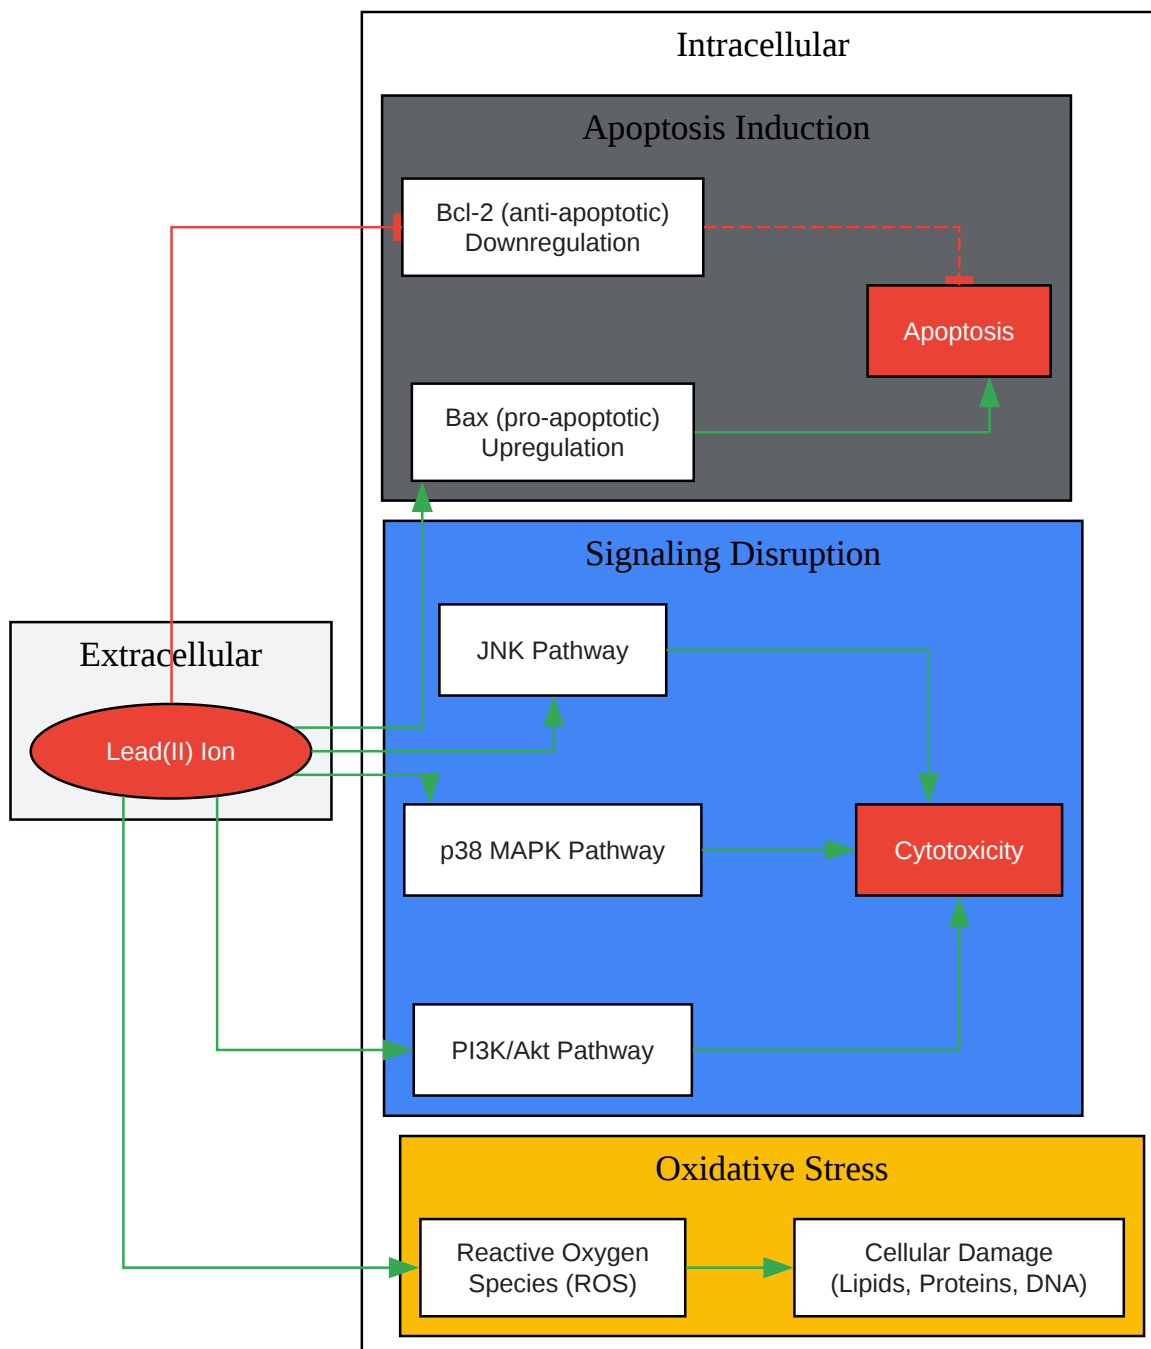 Intracellular
Apoptosis Induction
Bcl-2 (anti-apoptotic)
Downregulation
Apoptosis
Bax (pro-apoptotic)
Upregulation
Signaling Disruption
JNK Pathway
Extracellular
Lead(II) Ion
p38 MAPK Pathway
Cytotoxicity
PI3K/Akt Pathway
Oxidative Stress
Reactive Oxygen
Species (ROS)
Cellular Damage
(Lipids, Proteins, DNA)